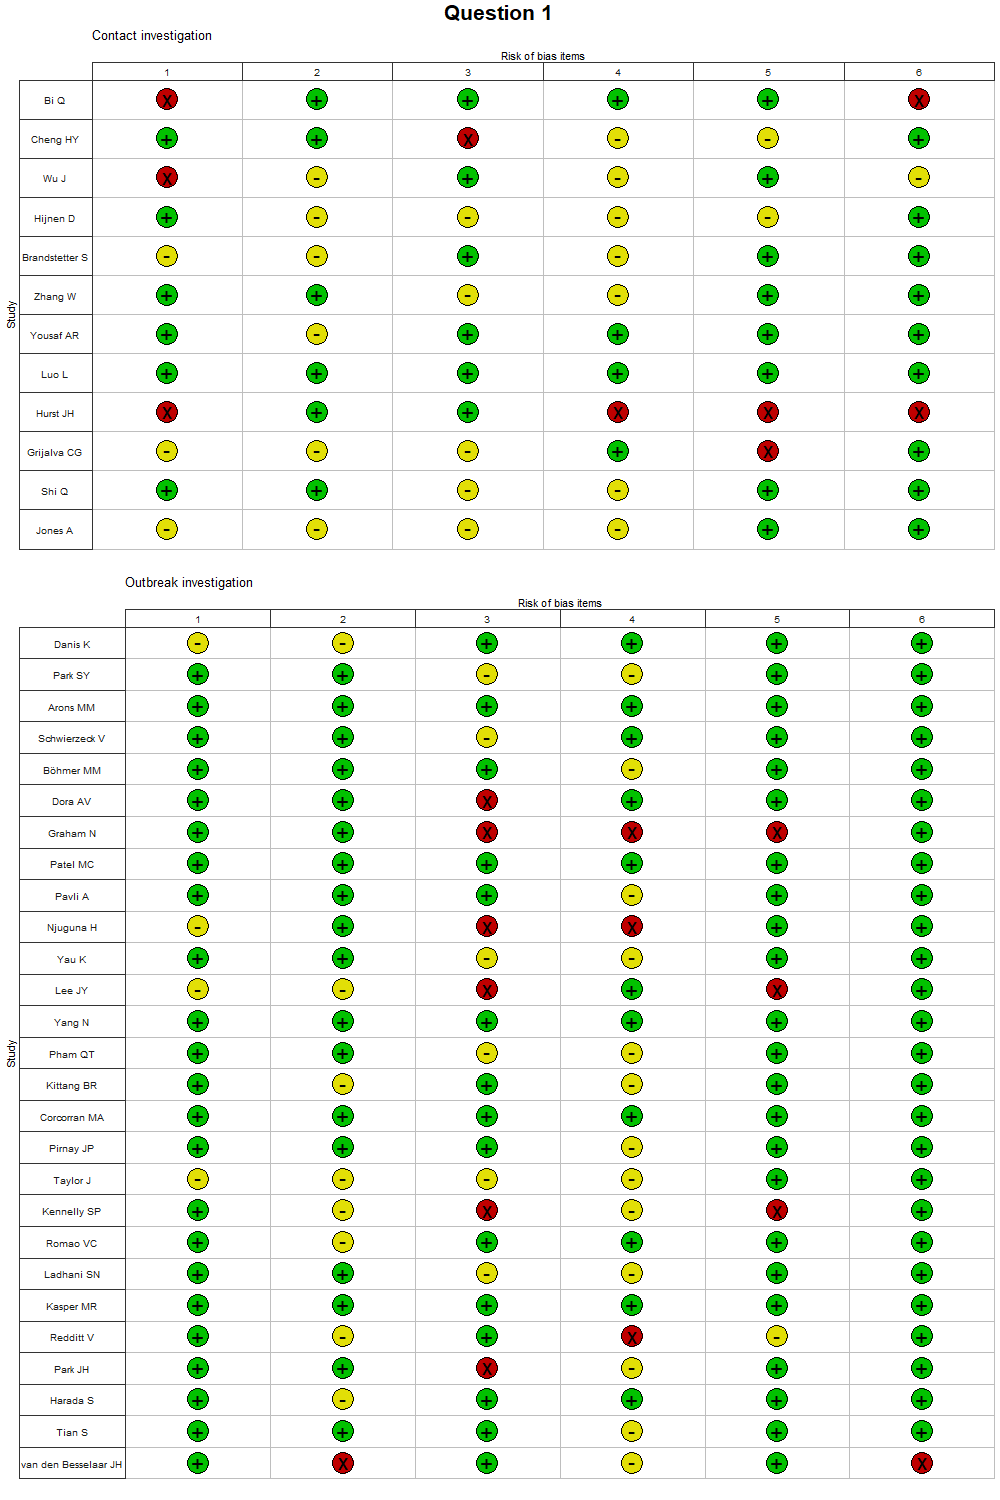 Question 1
Contact investigation
Risk of bias items
1 2 3 4 5 6
Study
Bi Q X + + + + X
Cheng HY + + X - - +
Wu J X - + - + -
Hijnen D + - - - - +
Brandstetter S - - + - + +
Zhang W + + - - + +
Yousaf AR + - + + + +
Luo L + + + + + +
Hurst JH X + + X X X
Grijalva CG - - - + X +
Shi Q + + - - + +
Jones A - - - - + +
Outbreak investigation
Risk of bias items
1 2 3 4 5 6
Study
Danis K - - + + + +
Park SY + + - - + +
Arons MM + + + + + +
Schwierzeck V + + - + + +
Böhmer MM + + + - + +
Dora AV + + X + + +
Graham N + + X X X +
Patel MC + + + + + +
Pavli A + + + - + +
Njuguna H - + X X + +
Yau K + + - - + +
Lee JY - - X + X +
Yang N + + + + + +
Pham QT + + - - + +
Kittang BR + - + - + +
Corcorran MA + + + + + +
Pirnay JP + + + - + +
Taylor J - - - - + +
Kennelly SP + - X - X +
Romao VC + - + + + +
Ladhani SN + + - - + +
Kasper MR + + + + + +
Redditt V + - + X - +
Park JH + + X - + +
Harada S + - + + + +
Tian S + + + - + +
van den Besselaar JH + X + - + X